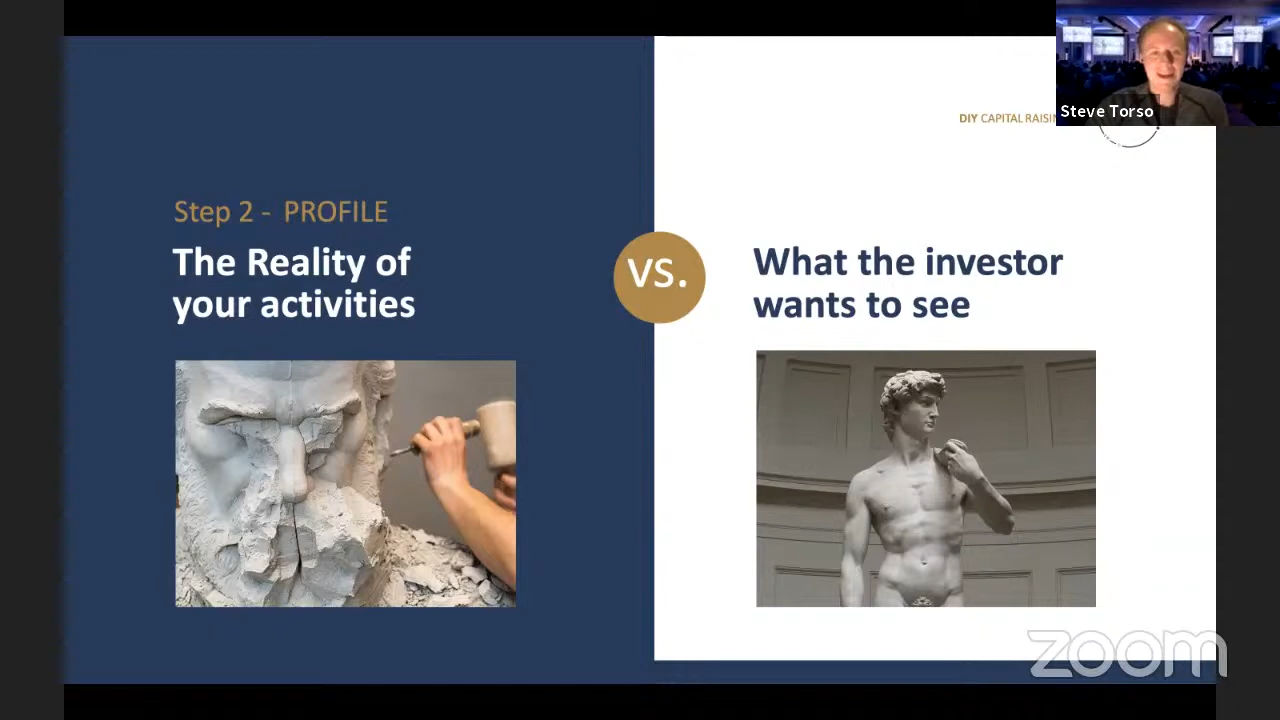 Steve Torso
DIY CAPITAL
Step 2 - PROFILE
The Reality of
your activities
VS.
What the investor
wants to see
zoom